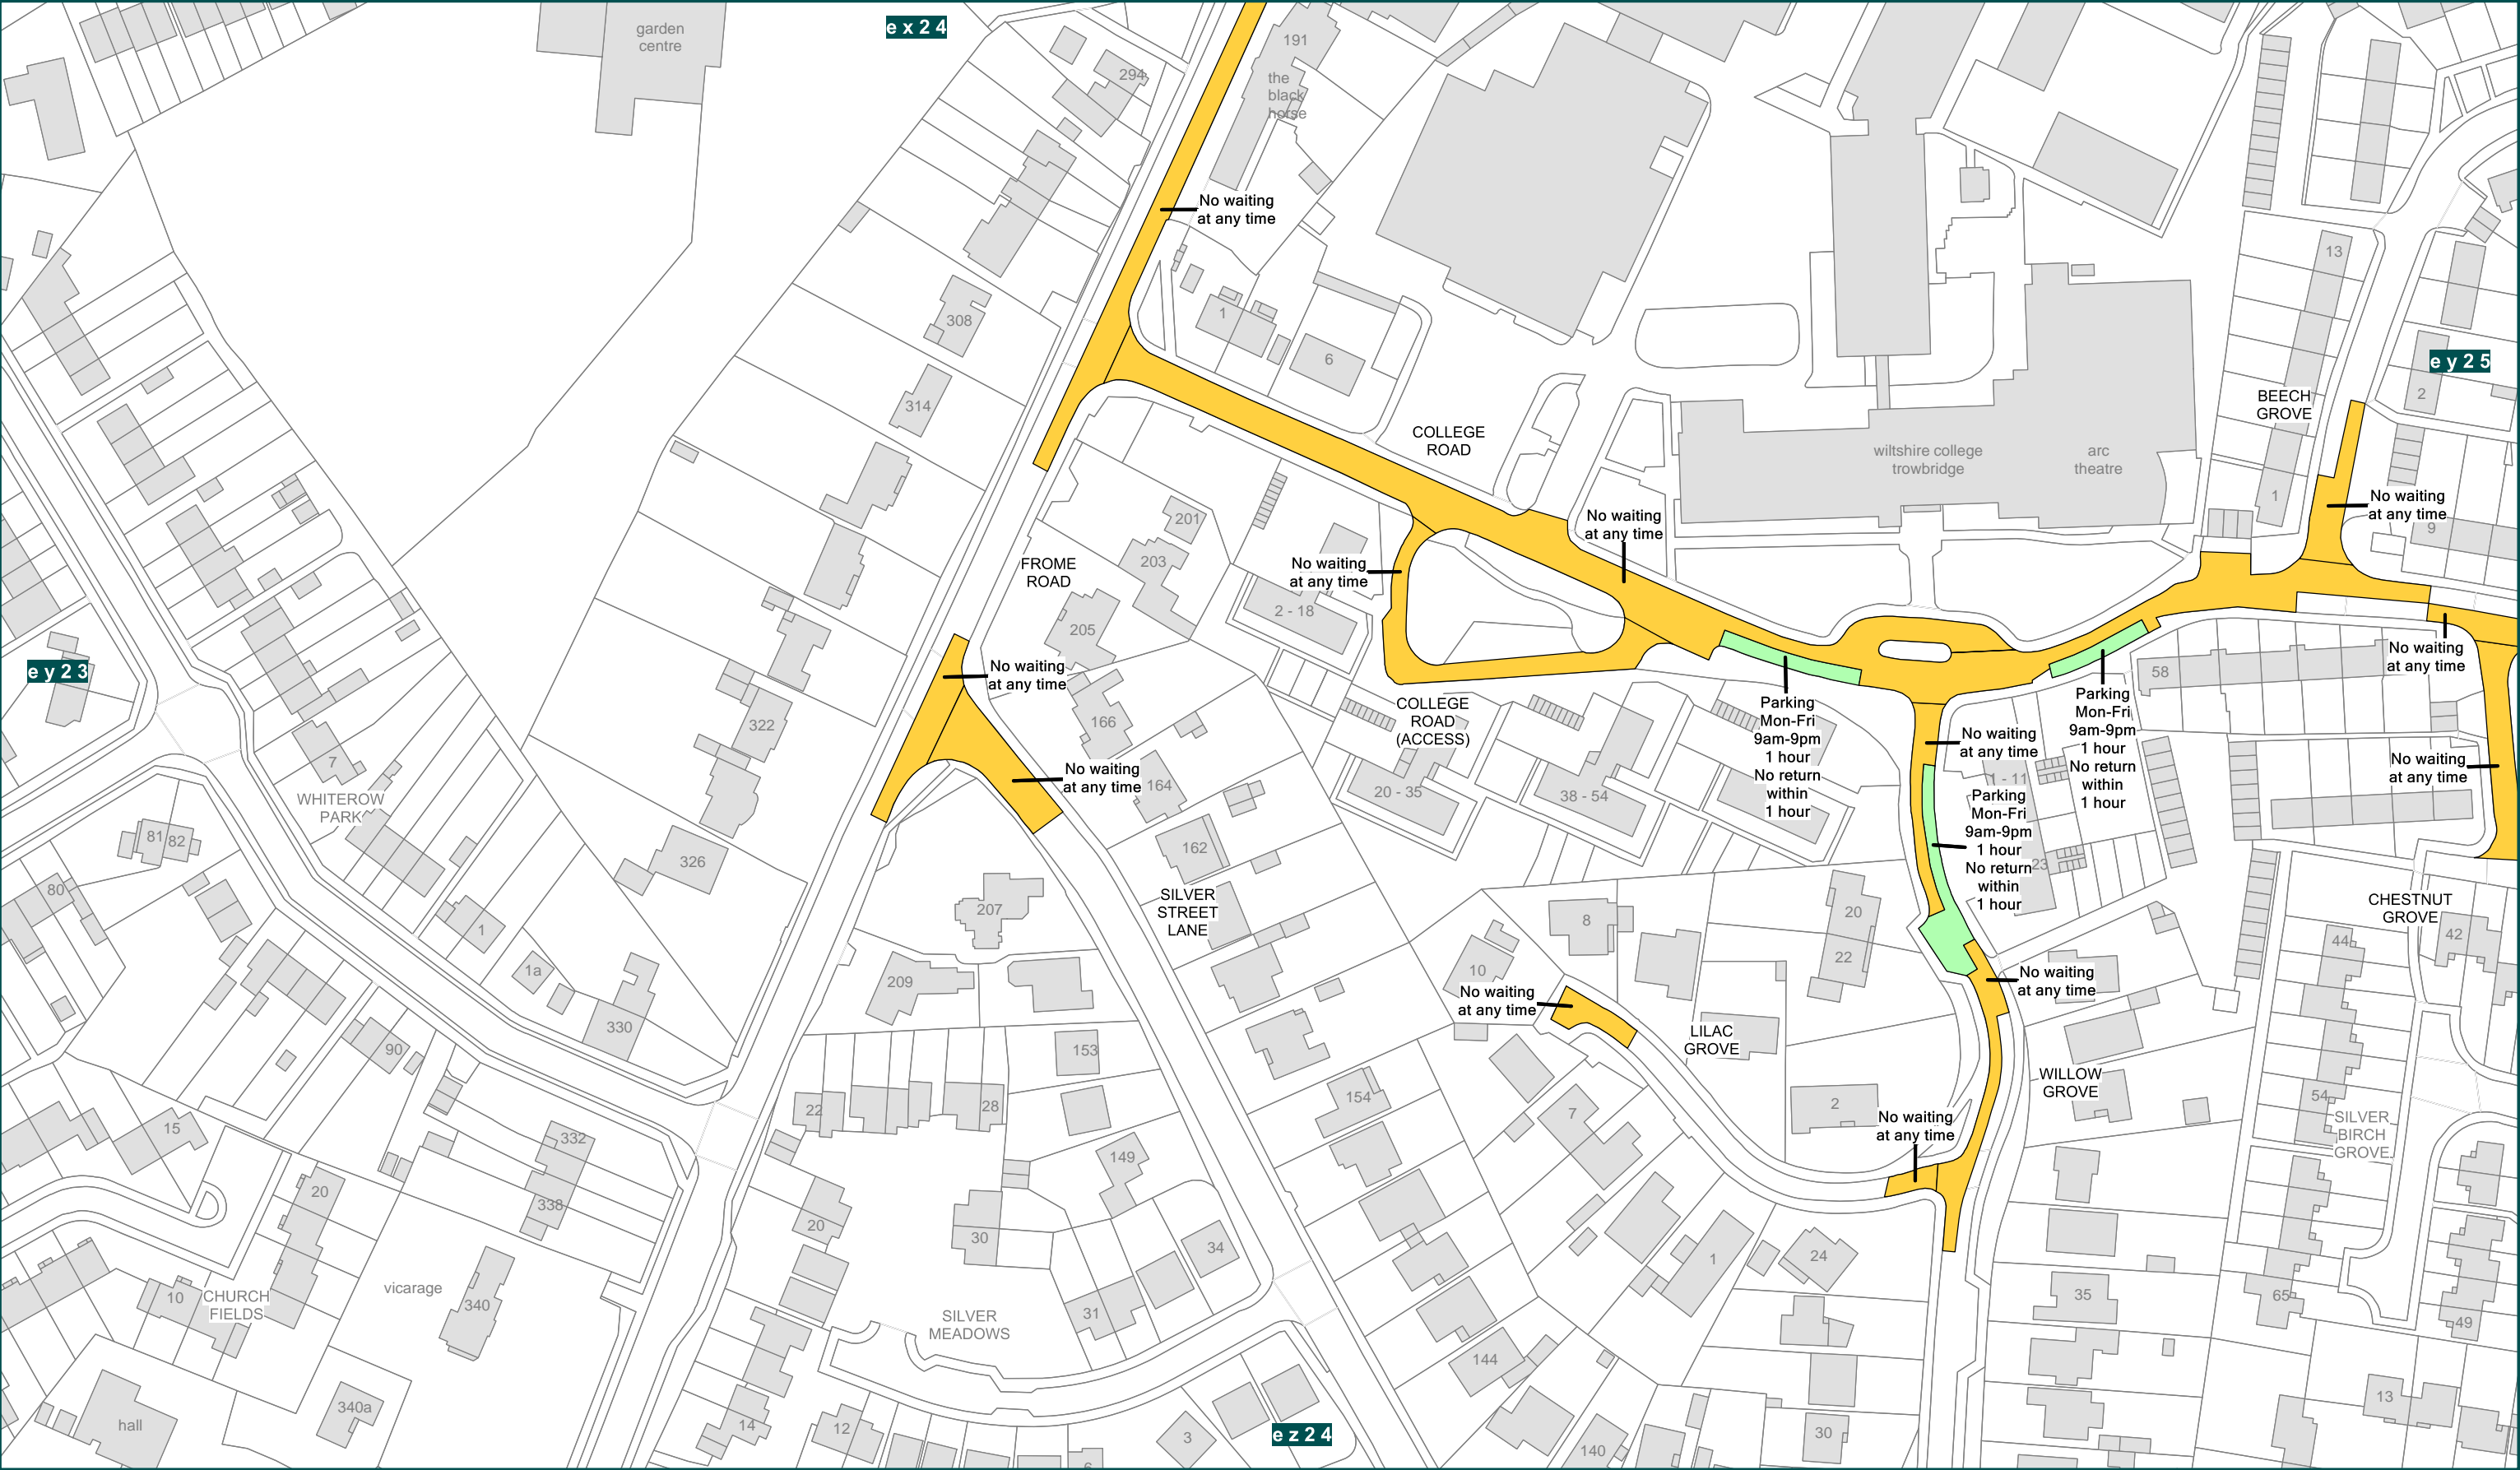 garden
centre
e x 2 4
191
the
black
horse
294
No waiting
at any time
13
308
1
6
e y 2 5
2
BEECH
GROVE
314
COLLEGE
ROAD
wiltshire college
trowbridge
arc
theatre
1
No waiting
at any time
9
201
No waiting
at any time
FROME
ROAD
203
No waiting
at any time
2 - 18
205
e y 2 3
No waiting
at any time
No waiting
at any time
58
166
322
COLLEGE
ROAD
(ACCESS)
Parking
Mon-Fri
9am-9pm
1 hour
No return
within
1 hour
Parking
Mon-Fri
9am-9pm
1 hour
No return
within
1 hour
No waiting
at any time
No waiting
at any time
7
WHITEROW
PARK
No waiting
at any time
164
20 - 35
38 - 54
1 - 11
Parking
Mon-Fri
9am-9pm
1 hour
No return
within
1 hour
23
81
82
162
326
80
SILVER
STREET
LANE
207
8
20
CHESTNUT
GROVE
42
44
1
22
1a
209
10
No waiting
at any time
No waiting
at any time
330
90
153
LILAC
GROVE
WILLOW
GROVE
22
28
154
7
2
54
SILVER
BIRCH
GROVE
No waiting
at any time
15
332
149
20
338
20
30
34
1
24
CHURCH
FIELDS
10
vicarage
340
31
35
65
49
SILVER
MEADOWS
144
340a
hall
14
12
3
e z 2 4
140
30
13
6